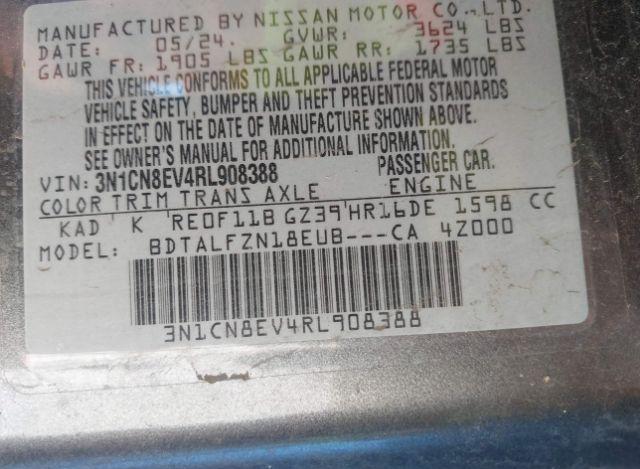 MANUFACTURED BY NISSAN MOTOR CO., LTD.
DATE: 05/24. GVWR: 3624 LBS
GAWR FR: 1905 LBS GAWR RR: 1735 LBS
THIS VEHICLE CONFORMS TO ALL APPLICABLE FEDERAL MOTOR
VEHICLE SAFETY, BUMPER AND THEFT PREVENTION STANDARDS
IN EFFECT ON THE DATE OF MANUFACTURE SHOWN ABOVE.
SEE OWNER'S MANUAL FOR ADDITIONAL INFORMATION.
VIN: 3N1CN8EV4RL908388 PASSENGER CAR.
COLOR TRIM TRANS AXLE ENGINE
KAD K RE0F11B GZ39 HR16DE 1598 CC
MODEL: BDTALFZN18EUB---CA 4Z000
3N1CN8EV4RL908388